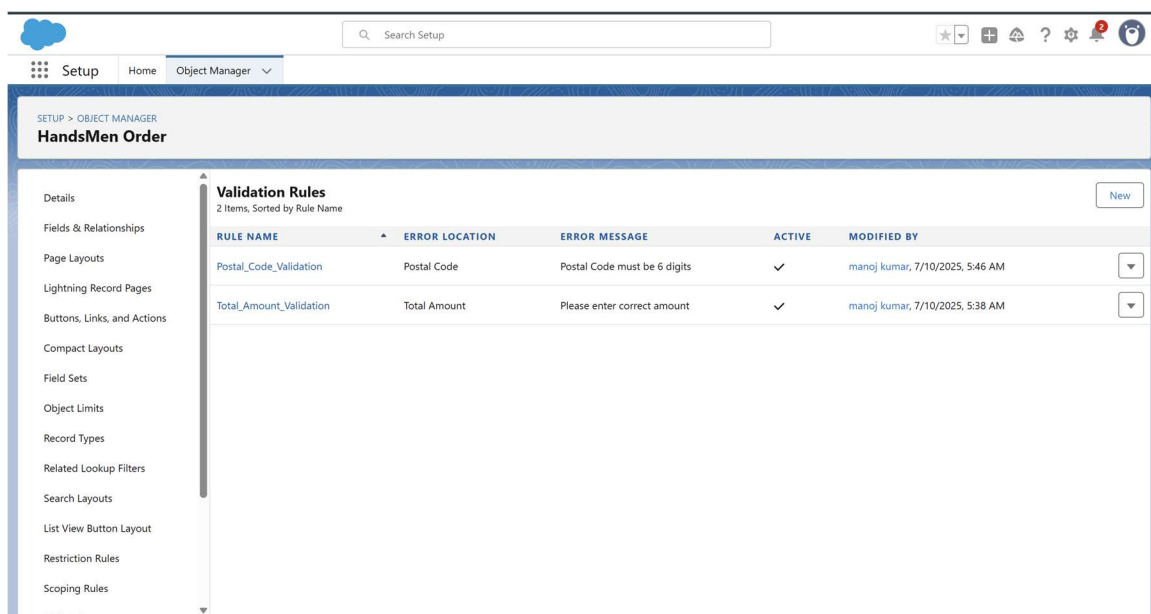 Search Setup
2
Setup
Home
Object Manager
SETUP > OBJECT MANAGER
HandsMen Order
Details
Fields & Relationships
Page Layouts
Lightning Record Pages
Buttons, Links, and Actions
Compact Layouts
Field Sets
Object Limits
Record Types
Related Lookup Filters
Search Layouts
List View Button Layout
Restriction Rules
Scoping Rules
Validation Rules
2 Items, Sorted by Rule Name
New
RULE NAME ERROR LOCATION ERROR MESSAGE ACTIVE MODIFIED BY
Postal_Code_Validation Postal Code Postal Code must be 6 digits manoj kumar, 7/10/2025, 5:46 AM
Total_Amount_Validation Total Amount Please enter correct amount manoj kumar, 7/10/2025, 5:38 AM